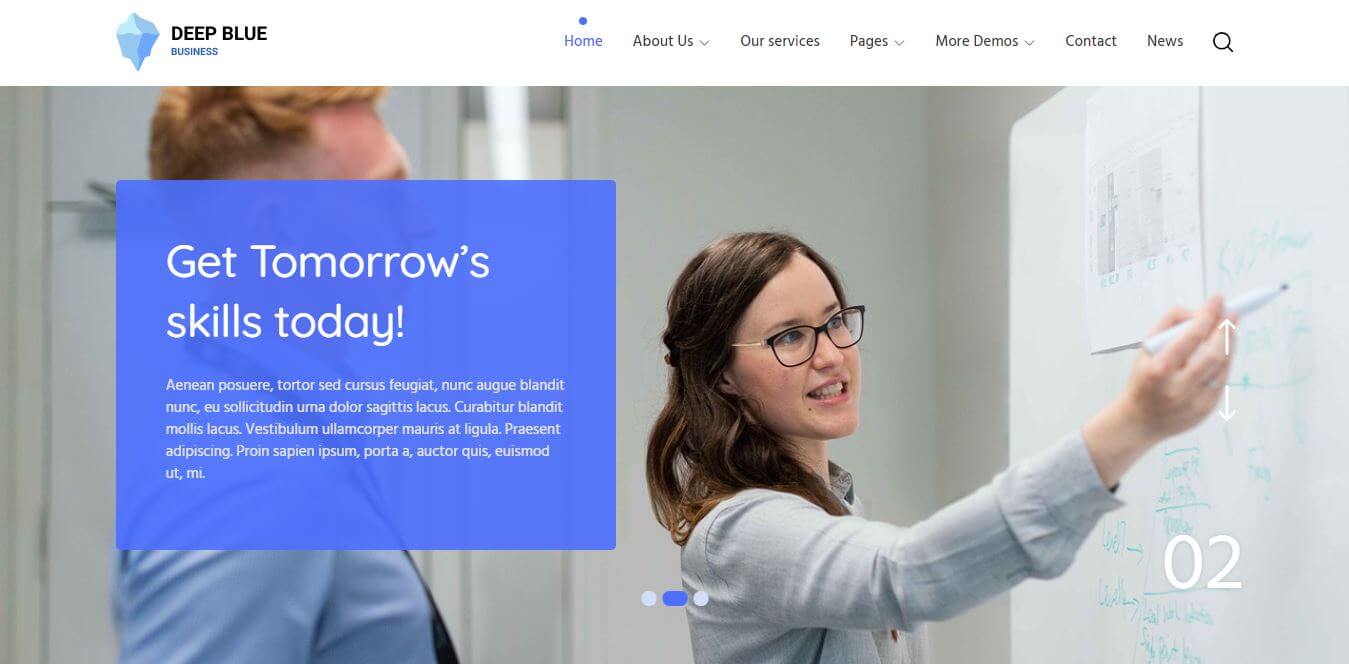 DEEP BLUE
BUSINESS
Home About Us Our services Pages More Demos Contact News
Get Tomorrow’s
skills today!
Aenean posuere, tortor sed cursus feugiat, nunc augue blandit
nunc, eu sollicitudin urna dolor sagittis lacus. Curabitur blandit
mollis lacus. Vestibulum ullamcorper mauris at ligula. Praesent
adipiscing. Proin sapien ipsum, porta a, auctor quis, euismod
ut, mi.
02